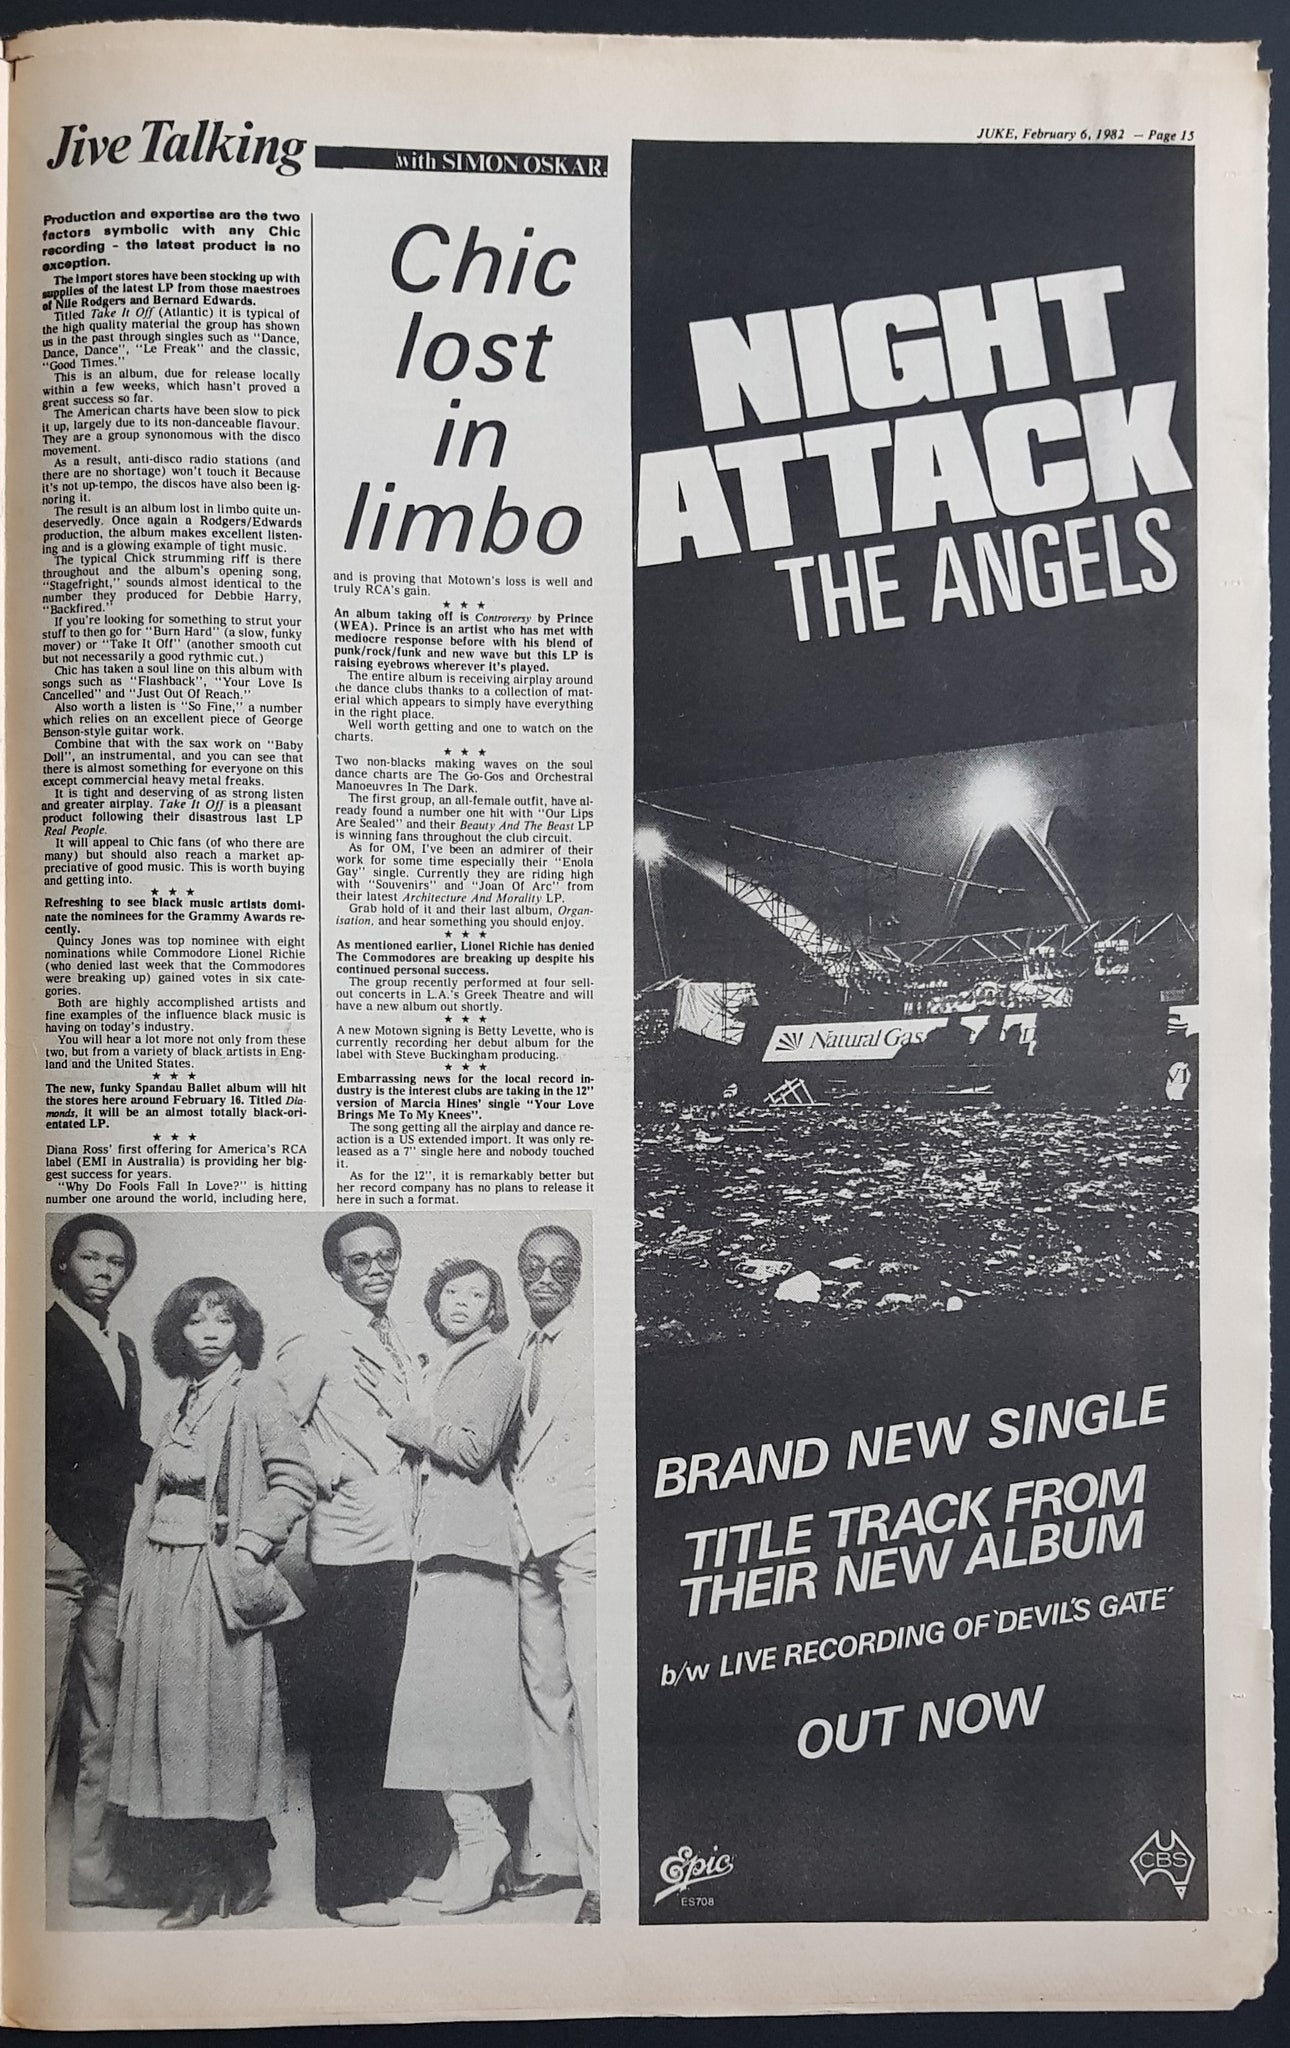 Jive Talking
with SIMON OSKAR.
JUKE, February 6, 1982 — Page 15
Production and expertise are the two
factors symbolic with any Chic
recording - the latest product is no
exception.
The import stores have been stocking up with
supplies of the latest LP from those maestroes
of Nile Rodgers and Bernard Edwards.
Titled Take It Off (Atlantic) it is typical of
the high quality material the group has shown
us in the past through singles such as "Dance,
Dance, Dance", "Le Freak" and the classic,
"Good Times."
This is an album, due for release locally
within a few weeks, which hasn't proved a
great success so far.
The American charts have been slow to pick
it up, largely due to its non-danceable flavour.
They are a group synonomous with the disco
movement.
As a result, anti-disco radio stations (and
there are no shortage) won't touch it Because
it's not up-tempo, the discos have also been ig-
noring it.
The result is an album lost in limbo quite un-
deservedly. Once again a Rodgers/Edwards
production, the album makes excellent listen-
ing and is a glowing example of tight music.
The typical Chick strumming riff is there
throughout and the album's opening song,
"Stagefright," sounds almost identical to the
number they produced for Debbie Harry,
"Backfired."
If you're looking for something to strut your
stuff to then go for "Burn Hard" (a slow, funky
mover) or "Take It Off" (another smooth cut
but not necessarily a good rythmic cut.)
Chic has taken a soul line on this album with
songs such as "Flashback", "Your Love Is
Cancelled" and "Just Out Of Reach."
Also worth a listen is "So Fine," a number
which relies on an excellent piece of George
Benson-style guitar work.
Combine that with the sax work on "Baby
Doll", an instrumental, and you can see that
there is almost something for everyone on this
except commercial heavy metal freaks.
It is tight and deserving of as strong listen
and greater airplay. Take It Off is a pleasant
product following their disastrous last LP
Real People.
It will appeal to Chic fans (of who there are
many) but should also reach a market ap-
preciative of good music. This is worth buying
and getting into.
★ ★ ★
Refreshing to see black music artists domi-
nate the nominees for the Grammy Awards re-
cently.
Quincy Jones was top nominee with eight
nominations while Commodore Lionel Richie
(who denied last week that the Commodores
were breaking up) gained votes in six cate-
gories.
Both are highly accomplished artists and
fine examples of the influence black music is
having on today's industry.
You will hear a lot more not only from these
two, but from a variety of black artists in Eng-
land and the United States.
★ ★ ★
The new, funky Spandau Ballet album will hit
the stores here around February 16. Titled Dia-
monds, it will be an almost totally black-ori-
entated LP.
★ ★ ★
Diana Ross' first offering for America's RCA
label (EMI in Australia) is providing her big-
gest success for years.
"Why Do Fools Fall In Love?" is hitting
number one around the world, including here,
Chic
lost
in
limbo
and is proving that Motown's loss is well and
truly RCA's gain.
★ ★ ★
An album taking off is Controversy by Prince
(WEA). Prince is an artist who has met with
mediocre response before with his blend of
punk/rock/funk and new wave but this LP is
raising eyebrows wherever it's played.
The entire album is receiving airplay around
the dance clubs thanks to a collection of mat-
erial which appears to simply have everything
in the right place.
Well worth getting and one to watch on the
charts.
★ ★ ★
Two non-blacks making waves on the soul
dance charts are The Go-Gos and Orchestral
Manoeuvres In The Dark.
The first group, an all-female outfit, have al-
ready found a number one hit with "Our Lips
Are Sealed" and their Beauty And The Beast LP
is winning fans throughout the club circuit.
As for OM, I've been an admirer of their
work for some time especially their "Enola
Gay" single. Currently they are riding high
with "Souvenirs" and "Joan Of Arc" from
their latest Architecture And Morality LP.
Grab hold of it and their last album, Organ-
isation, and hear something you should enjoy.
★ ★ ★
As mentioned earlier, Lionel Richie has denied
The Commodores are breaking up despite his
continued personal success.
The group recently performed at four sell-
out concerts in L.A.'s Greek Theatre and will
have a new album out shortly.
★ ★ ★
A new Motown signing is Betty Levette, who is
currently recording her debut album for the
label with Steve Buckingham producing.
★ ★ ★
Embarrassing news for the local record in-
dustry is the interest clubs are taking in the 12"
version of Marcia Hines' single "Your Love
Brings Me To My Knees".
The song getting all the airplay and dance re-
action is a US extended import. It was only re-
leased as a 7" single here and nobody touched
it.
As for the 12", it is remarkably better but
her record company has no plans to release it
here in such a format.
NIGHT
ATTACK
THE ANGELS
Natural Gas
BRAND NEW SINGLE
TITLE TRACK FROM
THEIR NEW ALBUM
b/w LIVE RECORDING OF 'DEVIL'S GATE'
OUT NOW
Epic
ES708
CBS